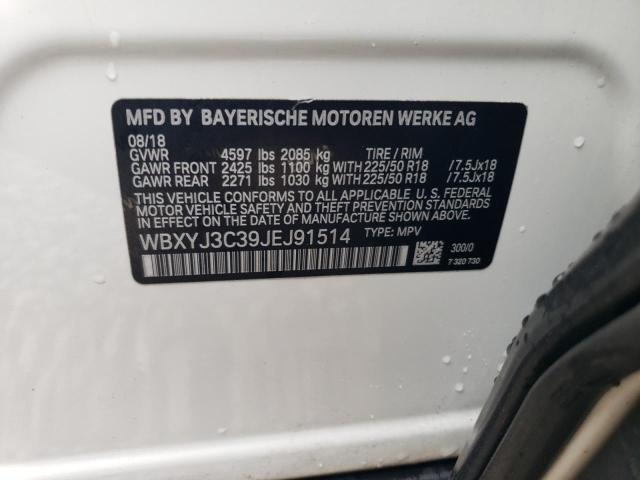 MFD BY BAYERISCHE MOTOREN WERKE AG
08/18
GVWR 4597 lbs 2085 kg TIRE / RIM
GAWR FRONT 2425 lbs 1100 kg WITH 225/50 R18 /7.5Jx18
GAWR REAR 2271 lbs 1030 kg WITH 225/50 R18 /7.5Jx18
THIS VEHICLE CONFORMS TO ALL APPLICABLE U. S. FEDERAL
MOTOR VEHICLE SAFETY AND THEFT PREVENTION STANDARDS
IN EFFECT ON THE DATE OF MANUFACTURE SHOWN ABOVE.
WBXYJ3C39JEJ91514 TYPE: MPV
300/0
7 320 730